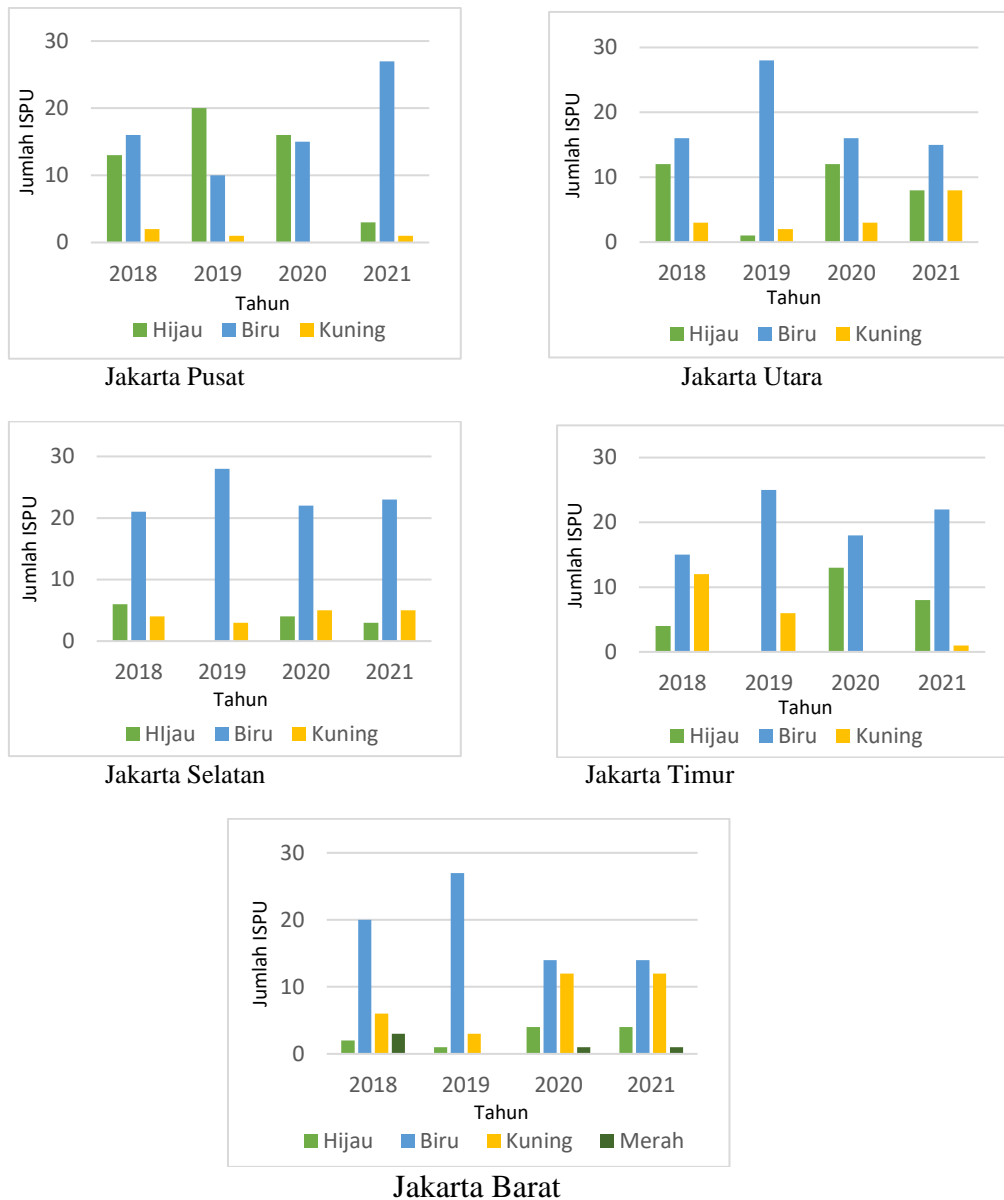 30
20
10
0
Jumlah ISPU
2018 2019 2020 2021
Tahun
Hijau Biru Kuning
Jakarta Pusat
30
20
10
0
Jumlah ISPU
2018 2019 2020 2021
Tahun
Hijau Biru Kuning
Jakarta Utara
30
20
10
0
Jumlah ISPU
2018 2019 2020 2021
Tahun
HIjau Biru Kuning
Jakarta Selatan
30
20
10
0
Jumlah ISPU
2018 2019 2020 2021
Tahun
Hijau Biru Kuning
Jakarta Timur
30
20
10
0
Jumlah ISPU
2018 2019 2020 2021
Tahun
Hijau Biru Kuning Merah
Jakarta Barat